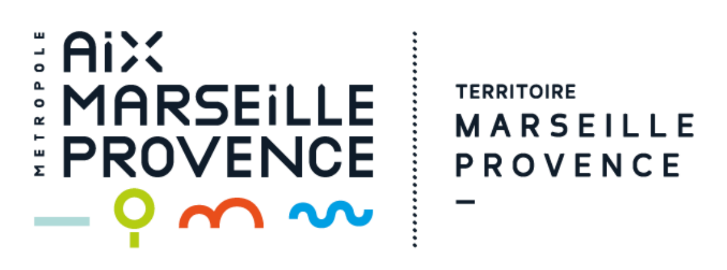 METROPOLE
AiX
MARSEiLLE
PROVENCE
TERRITOIRE
MARSEILLE
PROVENCE